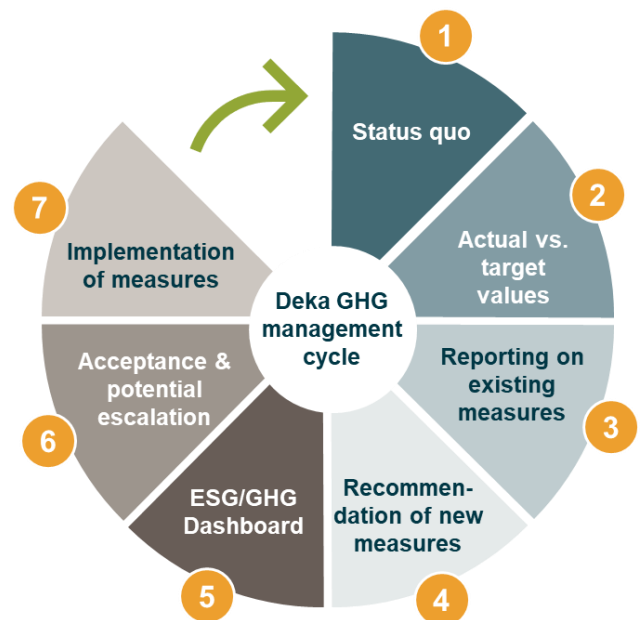 1
Status quo
2
Actual vs.
target
values
Deka GHG
management
cycle
Reporting on
existing
measures
3
Recommen-
dation of new
measures
4
ESG/GHG
Dashboard
5
Acceptance &
potential
escalation
6
Implementation
of measures
7